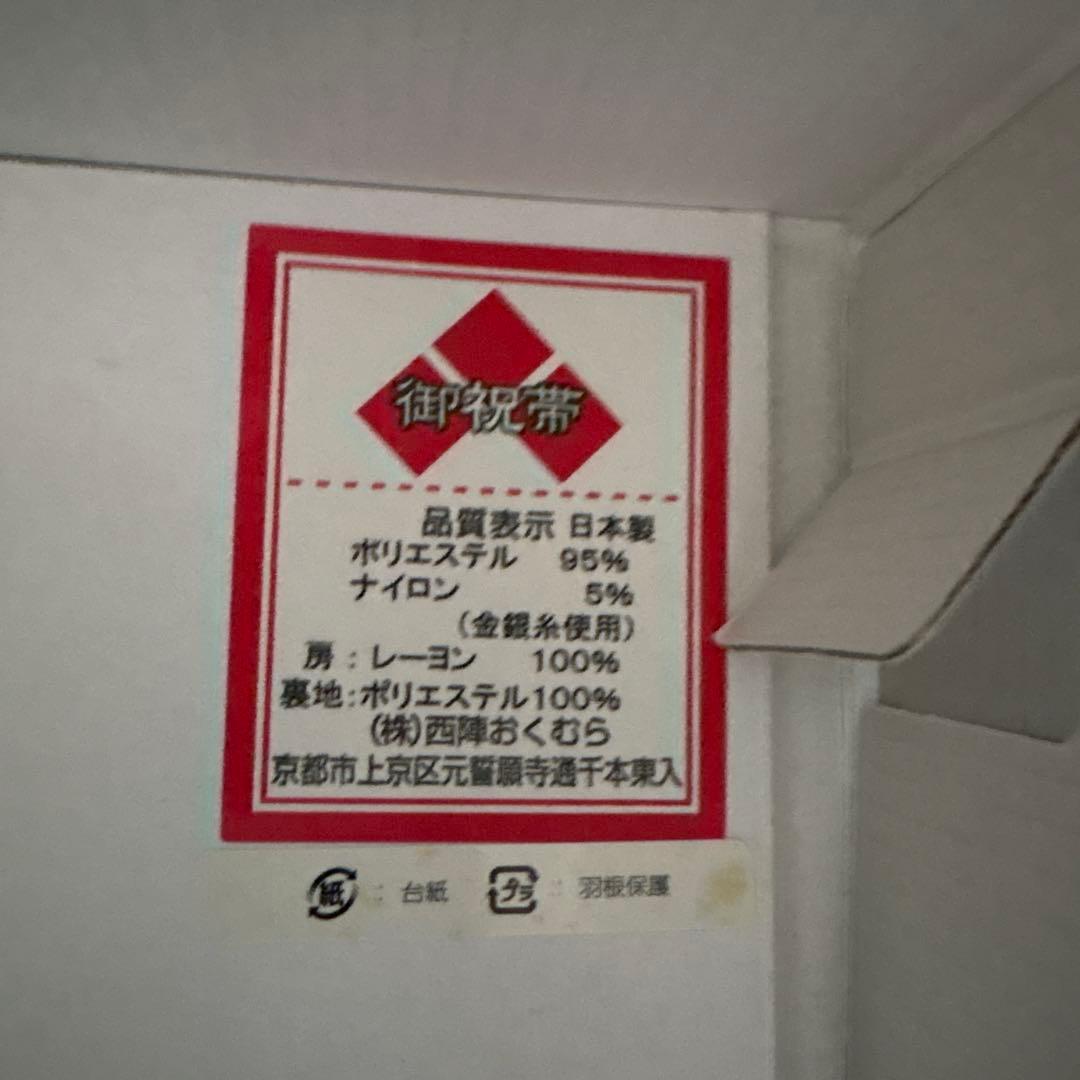 御祝帯
品質表示 日本製
ポリエステル 95%
ナイロン 5%
(金銀糸使用)
房:レーヨン 100%
裏地:ポリエステル100%
(株)西陣おくむら
京都市上京区元誓願寺通千本東入
紙 : 台紙 プラ : 羽根保護